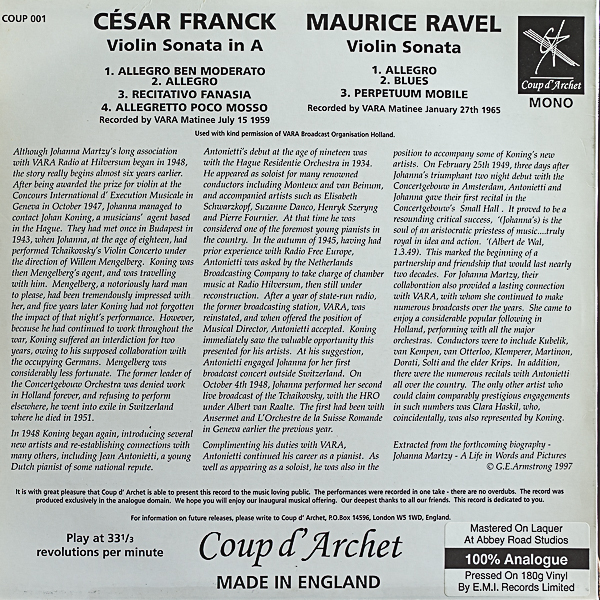 COUP 001
CÉSAR FRANCK
Violin Sonata in A
1. ALLEGRO BEN MODERATO
2. ALLEGRO
3. RECITATIVO FANASIA
4. ALLEGRETTO POCO MOSSO
Recorded by VARA Matinee July 15 1959
MAURICE RAVEL
Violin Sonata
1. ALLEGRO
2. BLUES
3. PERPETUUM MOBILE
Recorded by VARA Matinee January 27th 1965
Coup d'Archet
MONO
Used with kind permission of VARA Broadcast Organisation Holland.
Although Johanna Martzy's long association
with VARA Radio at Hilversum began in 1948,
the story really begins almost six years earlier.
After being awarded the prize for violin at the
Concours International d' Execution Musicale in
Geneva in October 1947, Johanna managed to
contact Johan Koning, a musicians' agent based
in the Hague. They had met once in Budapest in
1943, when Johanna, at the age of eighteen, had
performed Tchaikovsky's Violin Concerto under
the direction of Willem Mengelberg. Koning was
then Mengelberg's agent, and was travelling
with him. Mengelberg, a notoriously hard man
to please, had been tremendously impressed with
her, and five years later Koning had not forgotten
the impact of that night's performance. However,
because he had continued to work throughout the
war, Koning suffered an interdiction for two
years, owing to his supposed collaboration with
the occupying Germans. Mengelberg was
considerably less fortunate. The former leader of
the Concertgebouw Orchestra was denied work
in Holland forever, and refusing to perform
elsewhere, he went into exile in Switzerland
where he died in 1951.
In 1948 Koning began again, introducing several
new artists and re-establishing connections with
many others, including Jean Antonietti, a young
Dutch pianist of some national repute.
Antonietti's debut at the age of nineteen was
with the Hague Residentie Orchestra in 1934.
He appeared as soloist for many renowned
conductors including Monteux and van Beinum,
and accompanied artists such as Elisabeth
Schwarzkopf, Suzanne Danco, Henryk Szeryng
and Pierre Fournier. At that time he was
considered one of the foremost young pianists in
the country. In the autumn of 1945, having had
prior experience with Radio Free Europe,
Antonietti was asked by the Netherlands
Broadcasting Company to take charge of chamber
music at Radio Hilversum, then still under
reconstruction. After a year of state-run radio,
the former broadcasting station, VARA, was
reinstated, and when offered the position of
Musical Director, Antonietti accepted. Koning
immediately saw the valuable opportunity this
presented for his artists. At his suggestion,
Antonietti engaged Johanna for her first
broadcast concert outside Switzerland. On
October 4th 1948, Johanna performed her second
live broadcast of the Tchaikovsky, with the HRO
under Albert van Raalte. The first had been with
Ansermet and L'Orchestre de la Suisse Romande
in Geneva earlier the previous year.
Complimenting his duties with VARA,
Antonietti continued his career as a pianist. As
well as appearing as a soloist, he was also in the
position to accompany some of Koning's new
artists. On February 25th 1949, three days after
Johanna's triumphant two night debut with the
Concertgebouw in Amsterdam, Antonietti and
Johanna gave their first recital in the
Concertgebouw's Small Hall . It proved to be a
resounding critical success, '(Johanna's) is the
soul of an aristocratic priestess of music....truly
royal in idea and action. '(Albert de Wal,
1.3.49). This marked the beginning of a
partnership and friendship that would last nearly
two decades. For Johanna Martzy, their
collaboration also provided a lasting connection
with VARA, with whom she continued to make
numerous broadcasts over the years. She came to
enjoy a considerable popular following in
Holland, performing with all the major
orchestras. Conductors were to include Kubelik,
van Kempen, van Otterloo, Klemperer, Martinon,
Dorati, Solti and the elder Krips. In addition,
there were the numerous recitals with Antonietti
all over the country. The only other artist who
could claim comparably prestigious engagements
in such numbers was Clara Haskil, who,
coincidentally, was also represented by Koning.
Extracted from the forthcoming biography -
Johanna Martzy - A Life in Words and Pictures
© G.E.Armstrong 1997
It is with great pleasure that Coup d' Archet is able to present this record to the music loving public. The performances were recorded in one take - there are no overdubs. The record was
produced exclusively in the analogue domain. We hope you will enjoy our inaugural musical offering. Our deepest thanks to all our friends. This record is dedicated to you.
For information on future releases, please write to Coup d' Archet, P.O.Box 14596, London W5 1WD, England.
Play at 33 1/3
revolutions per minute
Coup d'Archet
MADE IN ENGLAND
Mastered On Laquer
At Abbey Road Studios
100% Analogue
Pressed On 180g Vinyl
By E.M.I. Records Limited